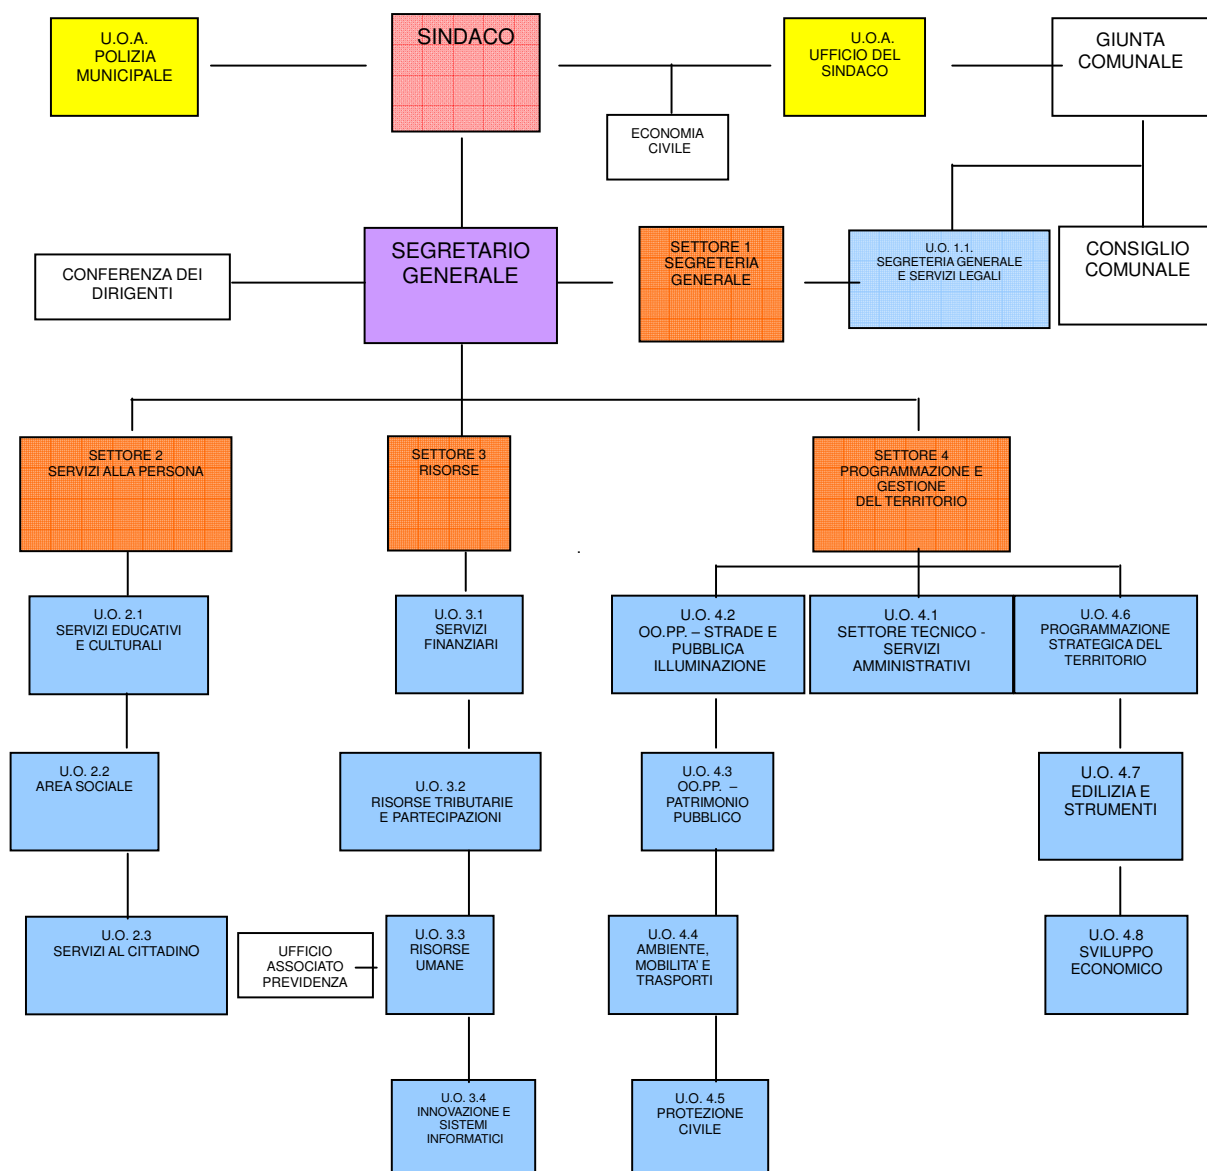 U.O.A.
POLIZIA
MUNICIPALE
SINDACO
U.O.A.
UFFICIO DEL
SINDACO
GIUNTA
COMUNALE
ECONOMIA
CIVILE
CONFERENZA DEI
DIRIGENTI
SEGRETARIO
GENERALE
SETTORE 1
SEGRETERIA
GENERALE
U.O. 1.1.
SEGRETERIA GENERALE
E SERVIZI LEGALI
CONSIGLIO
COMUNALE
SETTORE 2
SERVIZI ALLA PERSONA
SETTORE 3
RISORSE
SETTORE 4
PROGRAMMAZIONE E
GESTIONE
DEL TERRITORIO
U.O. 2.1
SERVIZI EDUCATIVI
E CULTURALI
U.O. 3.1
SERVIZI
FINANZIARI
U.O. 4.2
OO.PP. – STRADE E
PUBBLICA
ILLUMINAZIONE
U.O. 4.1
SETTORE TECNICO -
SERVIZI
AMMINISTRATIVI
U.O. 4.6
PROGRAMMAZIONE
STRATEGICA DEL
TERRITORIO
U.O. 2.2
AREA SOCIALE
U.O. 3.2
RISORSE TRIBUTARIE
E PARTECIPAZIONI
U.O. 4.3
OO.PP. –
PATRIMONIO
PUBBLICO
U.O. 4.7
EDILIZIA E
STRUMENTI
U.O. 2.3
SERVIZI AL CITTADINO
UFFICIO
ASSOCIATO
PREVIDENZA
U.O. 3.3
RISORSE
UMANE
U.O. 4.4
AMBIENTE,
MOBILITA' E
TRASPORTI
U.O. 4.8
SVILUPPO
ECONOMICO
U.O. 3.4
INNOVAZIONE E
SISTEMI
INFORMATICI
U.O. 4.5
PROTEZIONE
CIVILE